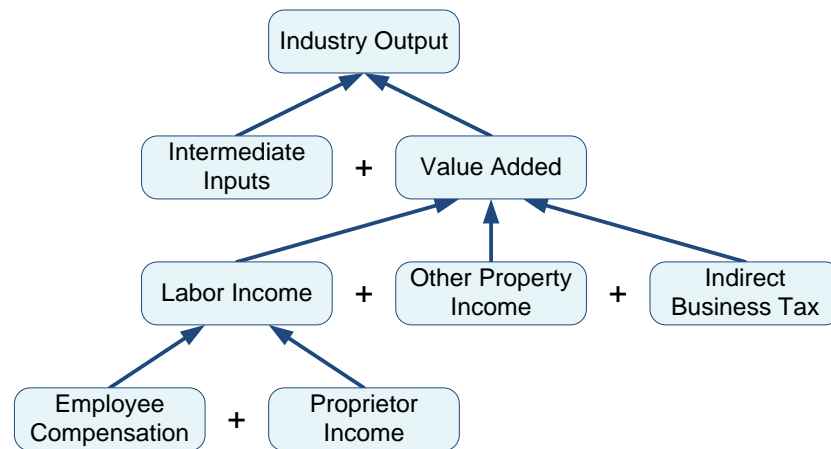 Industry Output
Intermediate
Inputs
+
Value Added
Labor Income
+
Other Property
Income
+
Indirect
Business Tax
Employee
Compensation
+
Proprietor
Income